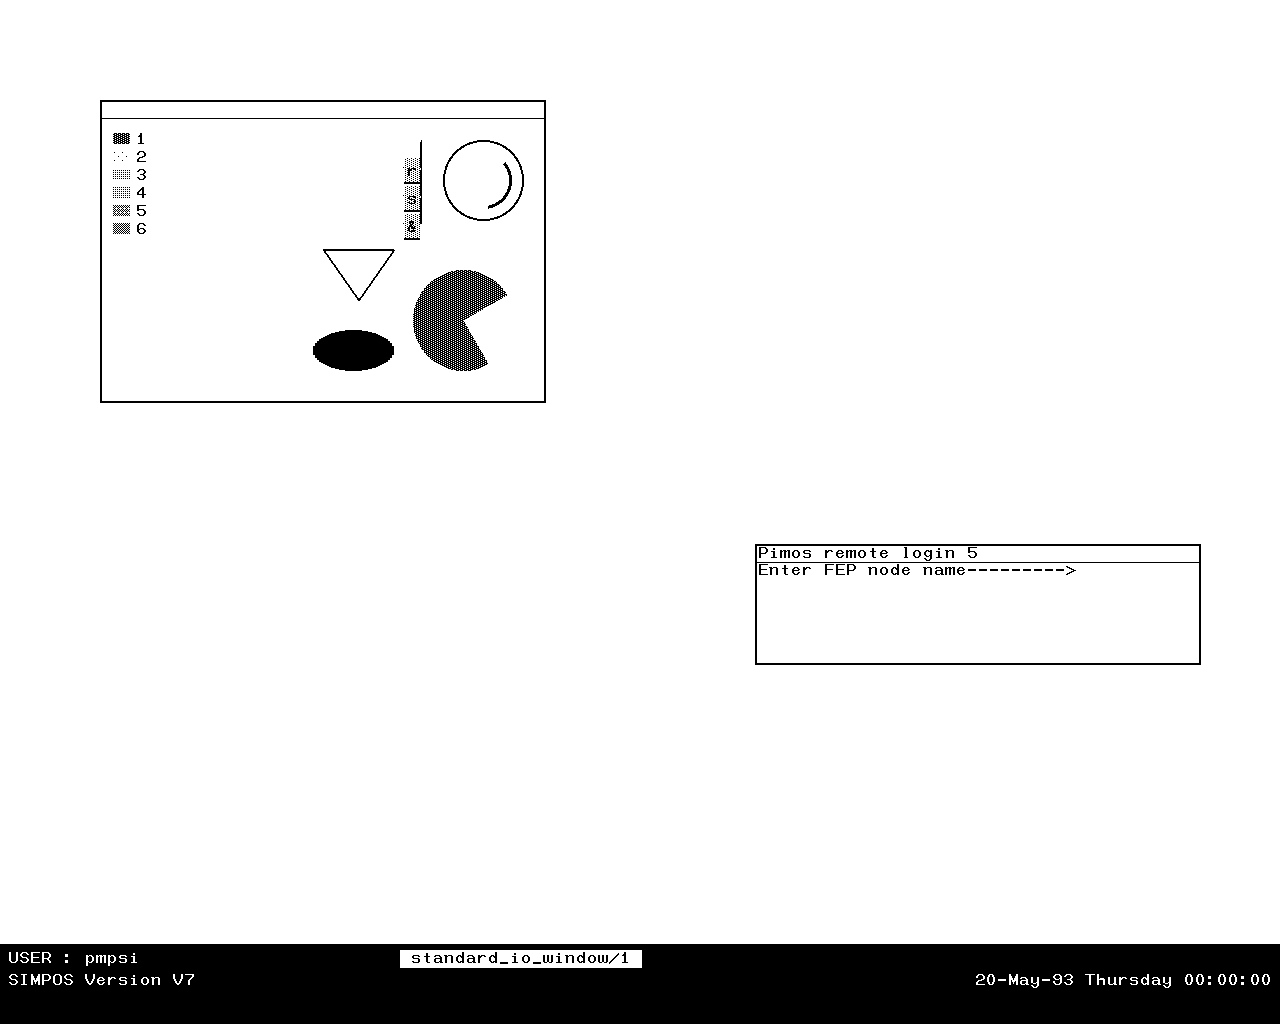 1
2
3
4
5
6
r
s
&
Pimos remote login 5
Enter FEP node name--------->
USER : pmpsi
standard_io_window/1
SIMPOS Version V7
20-May-93 Thursday 00:00:00